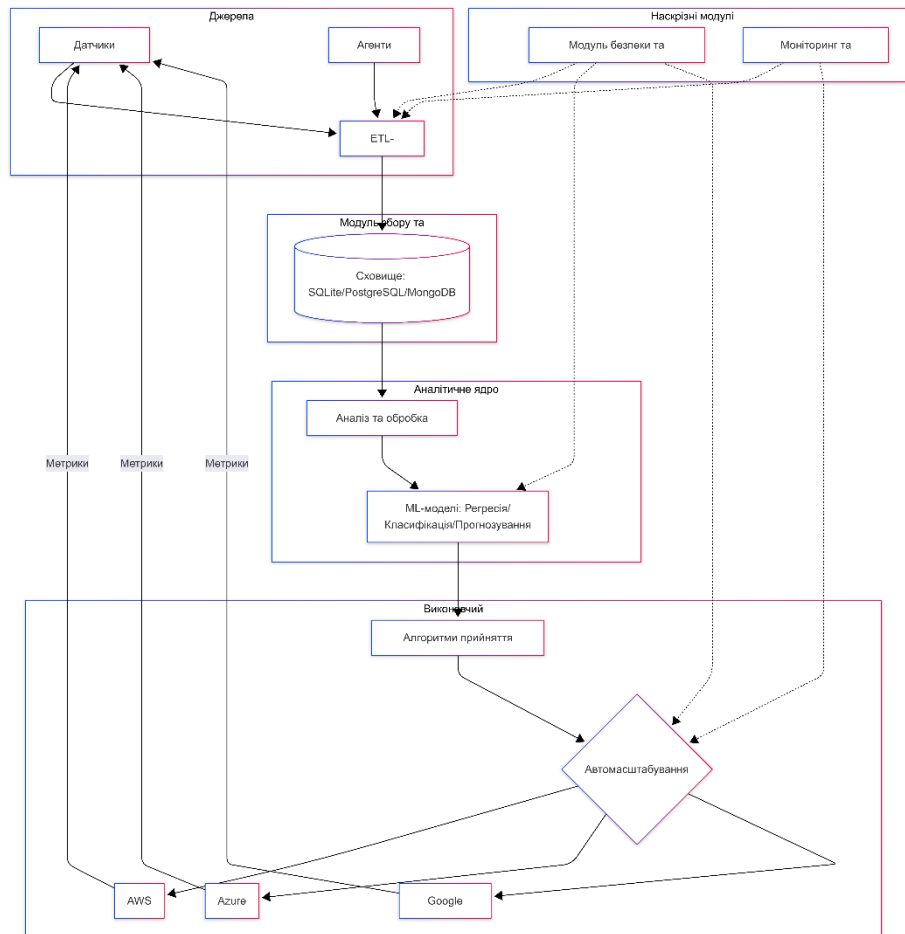 Джерела
Наскрізні модулі
Датчики
Агенти
Модуль безпеки та
Моніторинг та
ETL-
Модуль збору та
Сховище:
SQLite/PostgreSQL/MongoDB
Аналітичне ядро
Аналіз та обробка
Метрики
Метрики
Метрики
ML-моделі: Регресія/
Класифікація/Прогнозування
Виконавчий
Алгоритми прийняття
Автомасштабування
AWS
Azure
Google